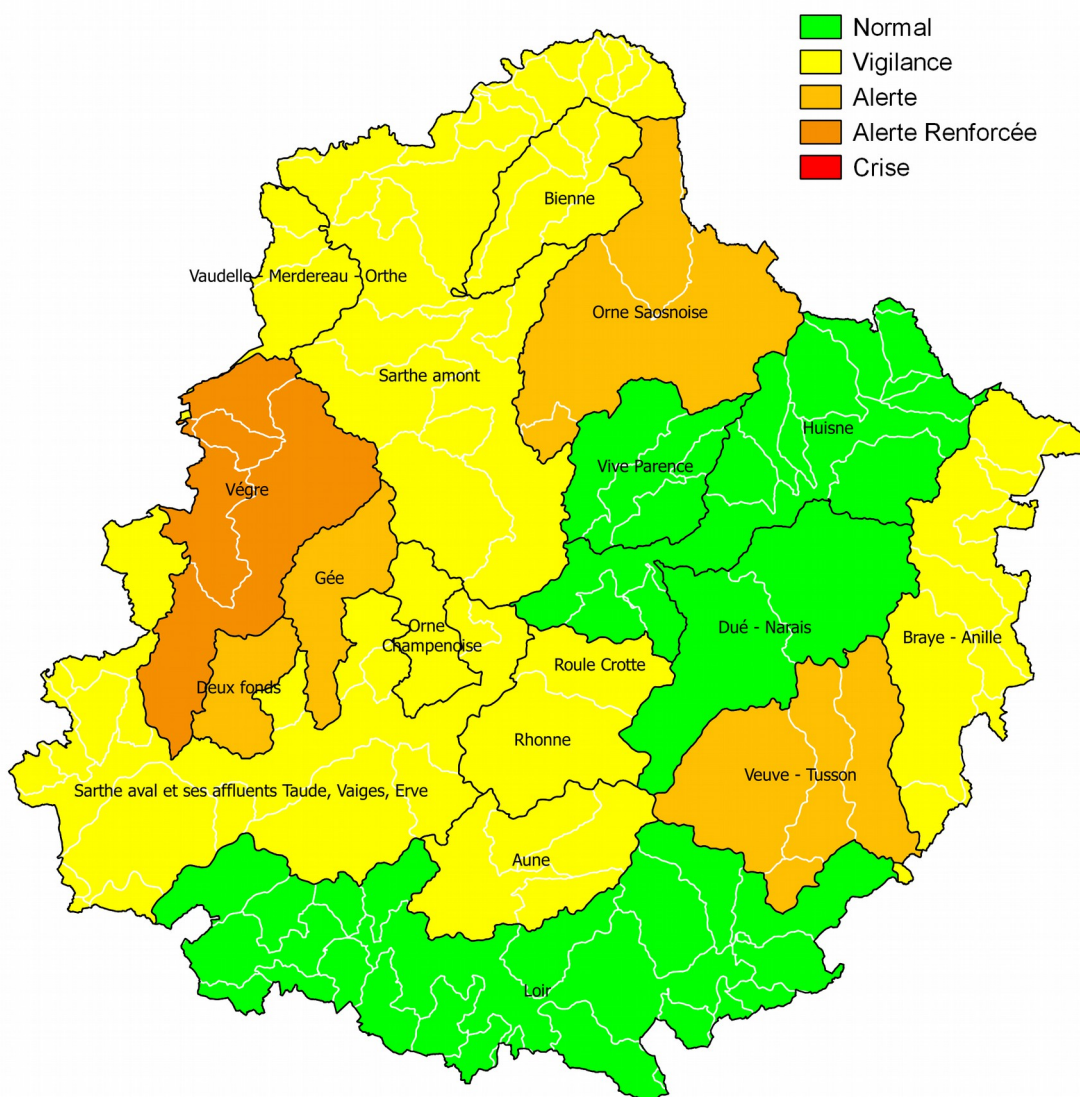 Normal
Vigilance
Alerte
Alerte Renforcée
Crise
Bienne
Vaudelle - Merdereau - Orthe
Orne Saosnoise
Sarthe amont
Huisne
Vive Parence
Végre
Gée
Orne
Champenoise
Dué - Narais
Braye - Anille
Roule Crotte
Deux fonds
Rhonne
Veuve - Tusson
Sarthe aval et ses affluents Taude, Vaiges, Erve
Aune
Loir